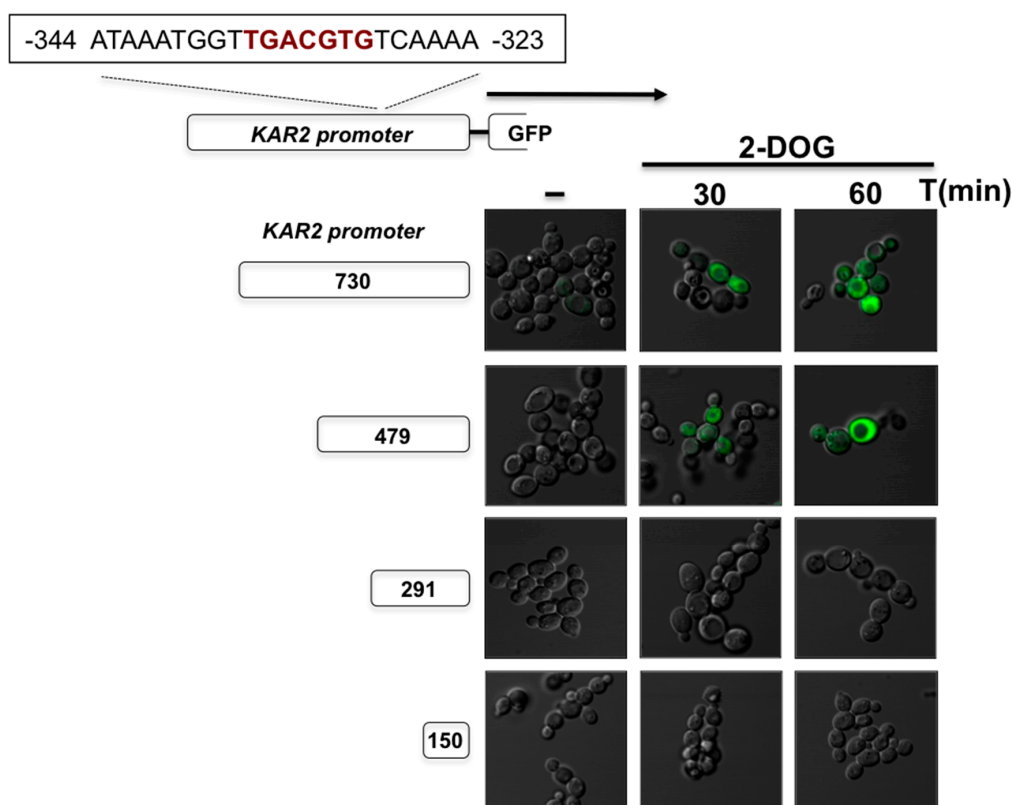 -344 ATAAATGGTTGACGTGTCAAAA -323
KAR2 promoter GFP
2-DOG
– 30 60 T(min)
KAR2 promoter
730
479
291
150